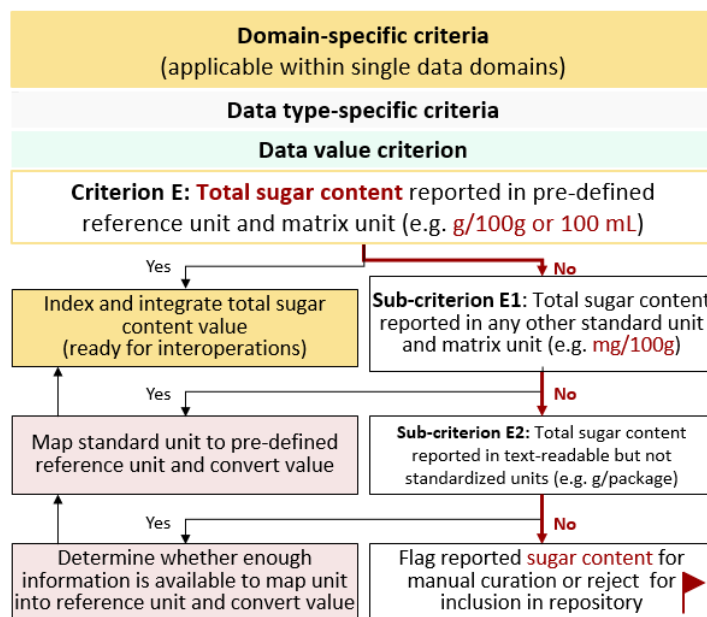 Domain-specific criteria
(applicable within single data domains)
Data type-specific criteria
Data value criterion
Criterion E: Total sugar content reported in pre-defined
reference unit and matrix unit (e.g. g/100g or 100 mL)
Yes
No
Index and integrate total sugar
content value
(ready for interoperations)
Sub-criterion E1: Total sugar content
reported in any other standard unit
and matrix unit (e.g. mg/100g)
Yes
No
Map standard unit to pre-defined
reference unit and convert value
Sub-criterion E2: Total sugar content
reported in text-readable but not
standardized units (e.g. g/package)
Yes
No
Determine whether enough
information is available to map unit
into reference unit and convert value
Flag reported sugar content for
manual curation or reject for
inclusion in repository